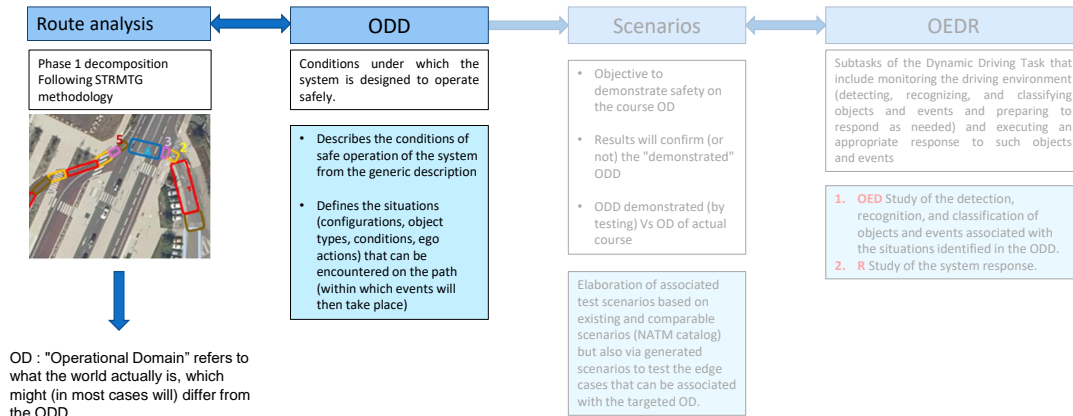 Route analysis
ODD
Scenarios
OEDR
Phase 1 decomposition
Following STRMTG
methodology
5
3
2
1
OD : "Operational Domain” refers to
what the world actually is, which
might (in most cases will) differ from
the ODD
Conditions under which the
system is designed to operate
safely.
• Describes the conditions of
safe operation of the system
from the generic description
• Defines the situations
(configurations, object
types, conditions, ego
actions) that can be
encountered on the path
(within which events will
then take place)
• Objective to
demonstrate safety on
the course OD
• Results will confirm (or
not) the "demonstrated"
ODD
• ODD demonstrated (by
testing) Vs OD of actual
course
Elaboration of associated
test scenarios based on
existing and comparable
scenarios (NATM catalog)
but also via generated
scenarios to test the edge
cases that can be associated
with the targeted OD.
Subtasks of the Dynamic Driving Task that
include monitoring the driving environment
(detecting, recognizing, and classifying
objects and events and preparing to
respond as needed) and executing an
appropriate response to such objects
and events
1. OED Study of the detection,
recognition, and classification of
objects and events associated with
the situations identified in the ODD.
2. R Study of the system response.